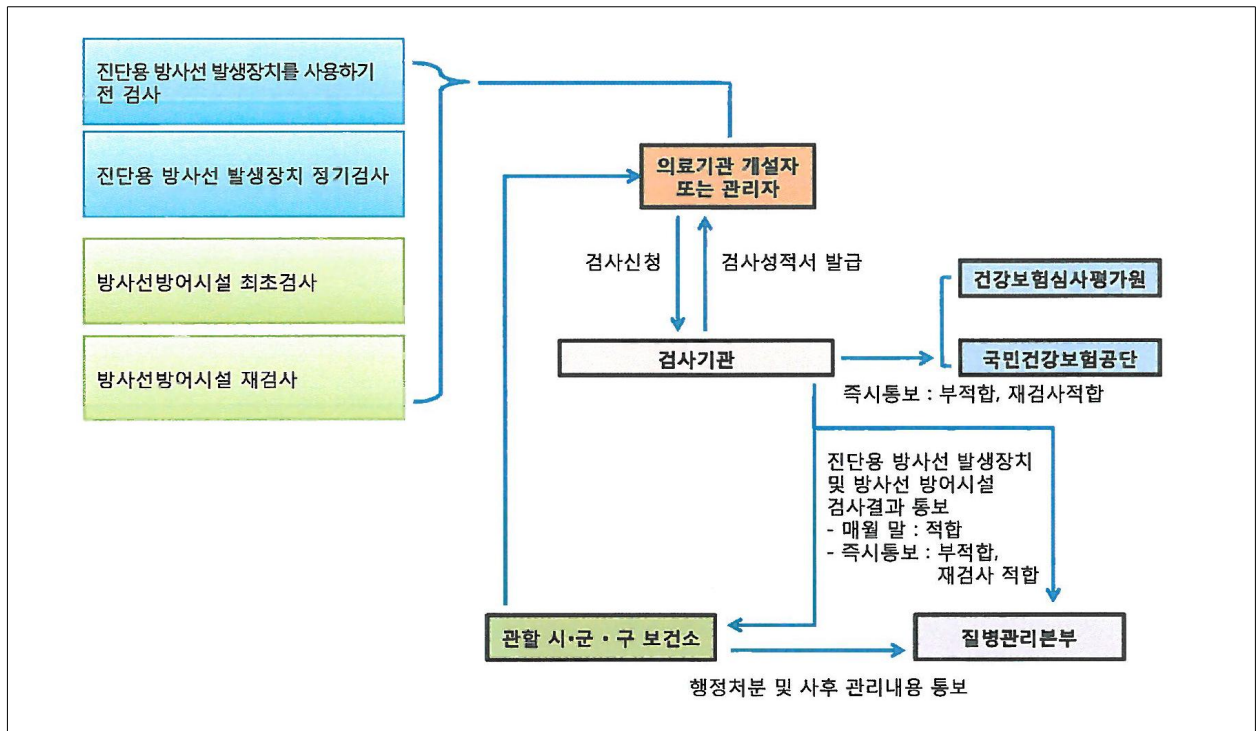 진단용 방사선 발생장치를 사용하기
전 검사
진단용 방사선 발생장치 정기검사
방사선방어시설 최초검사
방사선방어시설 재검사
의료기관 개설자
또는 관리자
검사신청
검사성적서 발급
건강보험심사평가원
검사기관
국민건강보험공단
즉시통보 : 부적합, 재검사적합
진단용 방사선 발생장치
및 방사선 방어시설
검사결과 통보
- 매월 말 : 적합
- 즉시통보 : 부적합,
재검사 적합
관할 시·군·구 보건소
질병관리본부
행정처분 및 사후 관리내용 통보